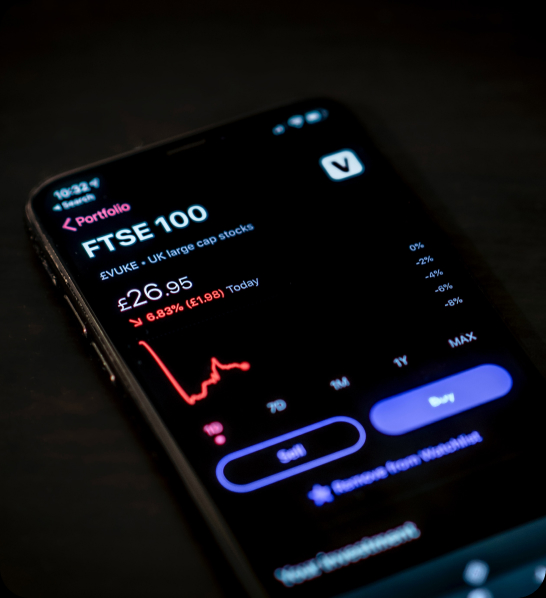 10:32
Search
Portfolio
V
FTSE 100
£VUKE • UK large cap stocks
£26.95
6.83% (£1.98) Today
0%
-2%
-4%
-6%
-8%
1D
7D
1M
1Y
MAX
Sell
Buy
Remove from Watchlist
Your investment